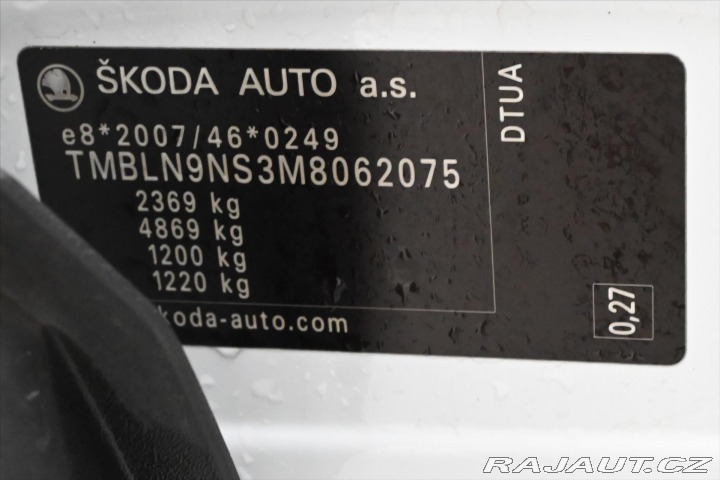 ŠKODA AUTO a.s.
e8*2007/46*0249
TMBLN9NS3M8062075
2369 kg
4869 kg
1200 kg
1220 kg
koda-auto.com
DTUA
0,27
RAJAUT.CZ